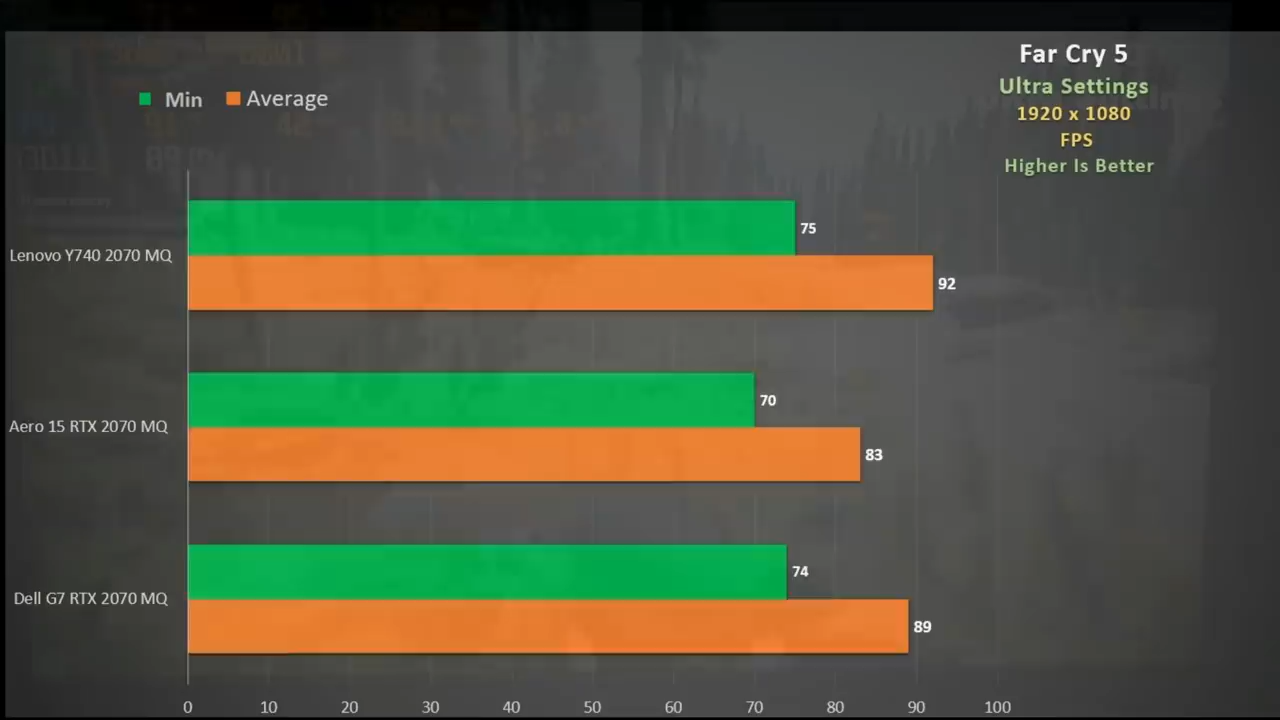 Far Cry 5
Ultra Settings
1920 x 1080
FPS
Higher Is Better
Min Average
Lenovo Y740 2070 MQ
75
92
Aero 15 RTX 2070 MQ
70
83
Dell G7 RTX 2070 MQ
74
89
0 10 20 30 40 50 60 70 80 90 100